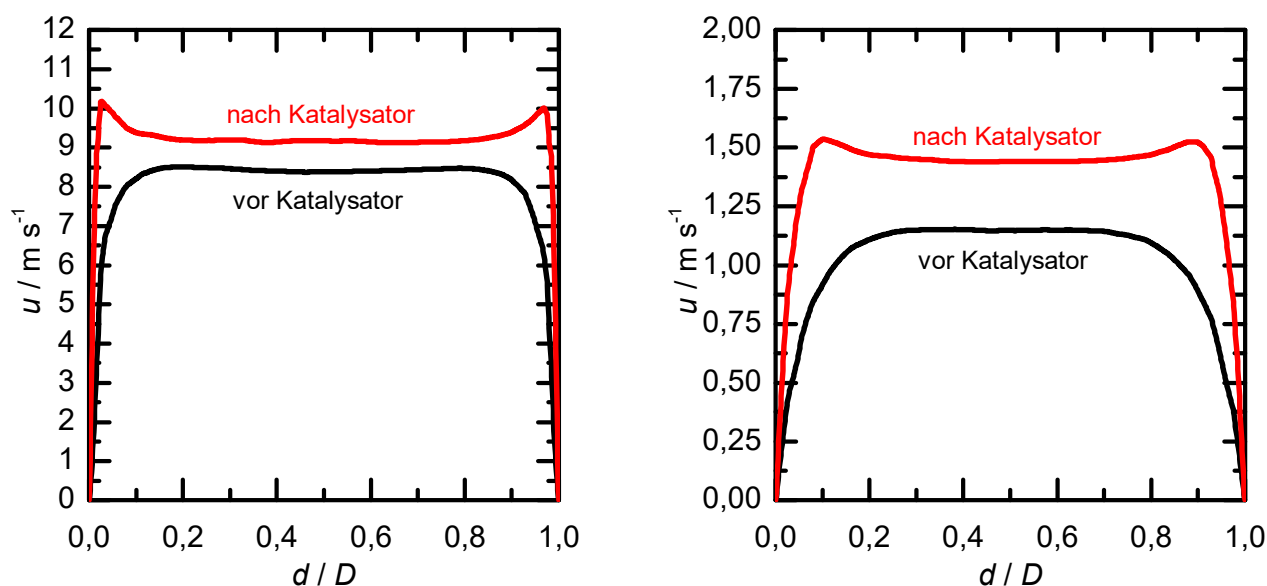 12
11
10
9
8
7
6
5
4
3
2
1
0
u / m s-1
nach Katalysator
vor Katalysator
0,0 0,2 0,4 0,6 0,8 1,0
d / D
2,00
1,75
1,50
1,25
1,00
0,75
0,50
0,25
0,00
u / m s-1
nach Katalysator
vor Katalysator
0,0 0,2 0,4 0,6 0,8 1,0
d / D